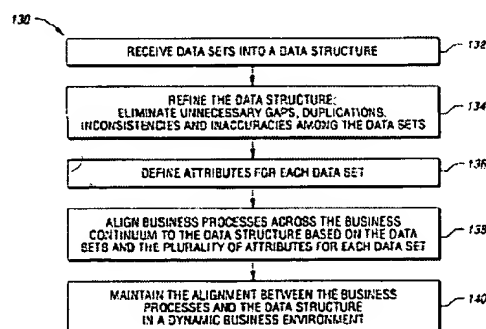 130
RECEIVE DATA SETS INTO A DATA STRUCTURE
132
REFINE THE DATA STRUCTURE;
ELIMINATE UNNECESSARY GAPS, DUPLICATIONS,
INCONSISTENCIES AND INACCURACIES AMONG THE DATA SETS
134
DEFINE ATTRIBUTES FOR EACH DATA SET
136
ALIGN BUSINESS PROCESSES ACROSS THE BUSINESS
CONTINUUM TO THE DATA STRUCTURE BASED ON THE DATA
SETS AND THE PLURALITY OF ATTRIBUTES FOR EACH DATA SET
138
MAINTAIN THE ALIGNMENT BETWEEN THE BUSINESS
PROCESSES AND THE DATA STRUCTURE
IN A DYNAMIC BUSINESS ENVIRONMENT
140